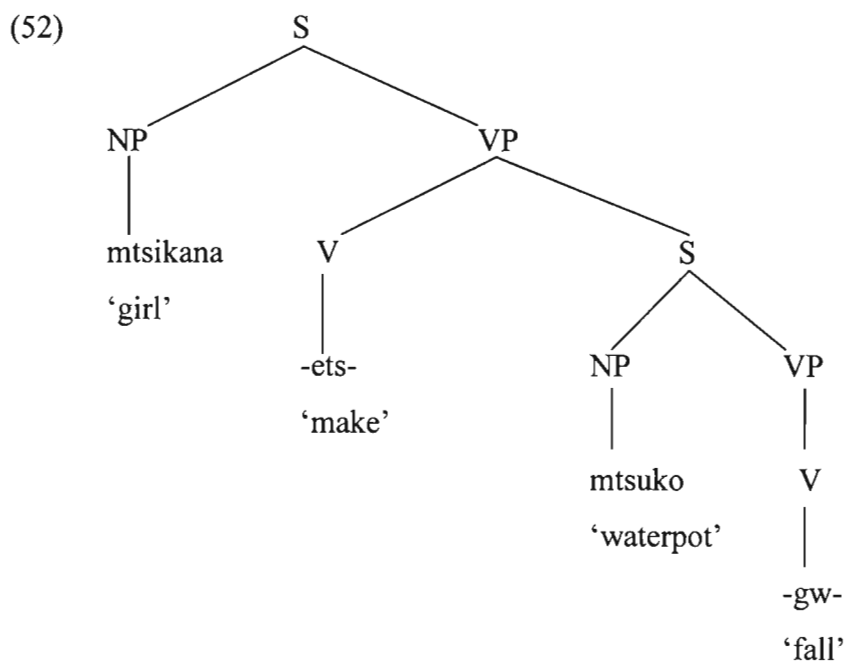 (52) S
NP VP
mtsikana V S
‘girl’
-ets- NP VP
‘make’
mtsuko V
‘waterpot’
-gw-
‘fall’